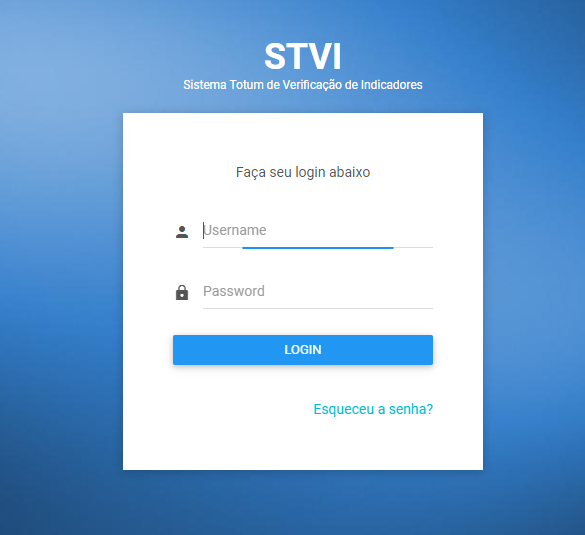 STVI
Sistema Totum de Verificação de Indicadores
Faça seu login abaixo
Username
Password
LOGIN
Esqueceu a senha?